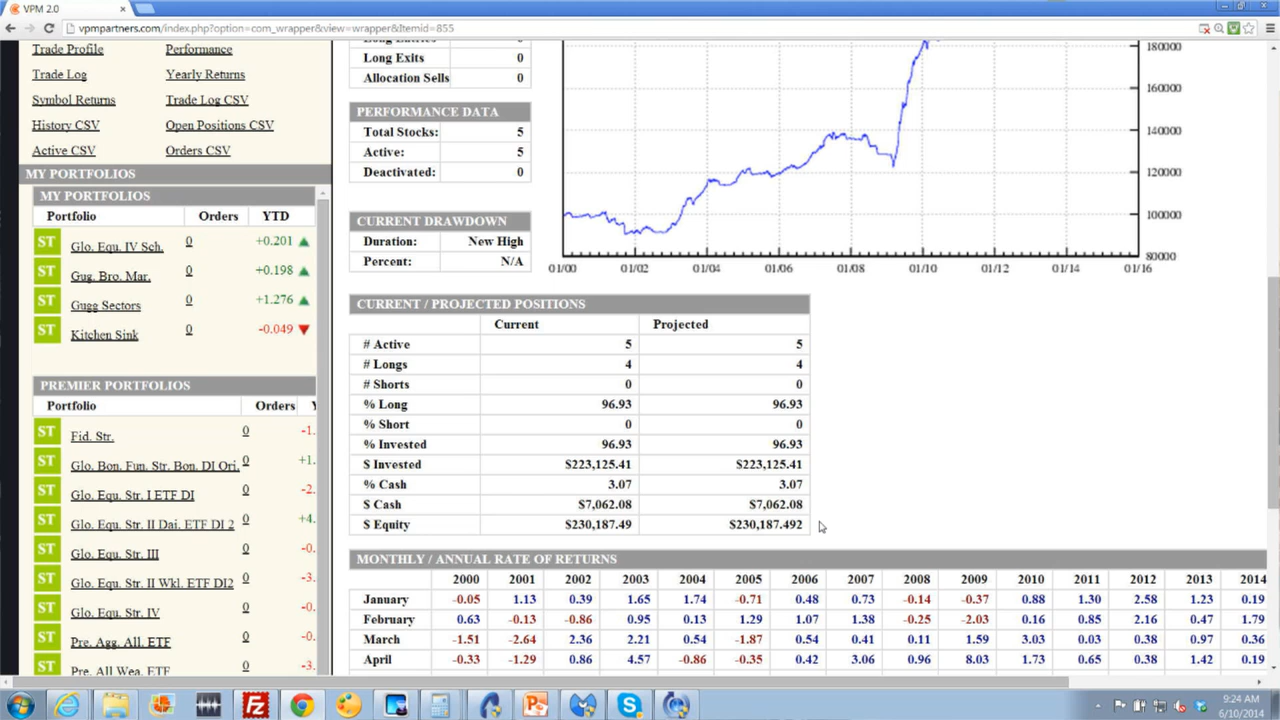 VPM 2.0
vpmpartners.com/index.php?option=com_wrapper&view=wrapper&Itemid=855
Trade Profile Performance
Trade Log Yearly Returns
Symbol Returns Trade Log CSV
History CSV Open Positions CSV
Active CSV Orders CSV
MY PORTFOLIOS
MY PORTFOLIOS
Portfolio Orders YTD
ST Glo. Equ. IV Sch. 0 +0.201
ST Gug. Bro. Mar. 0 +0.198
ST Gugg Sectors 0 +1.276
ST Kitchen Sink 0 -0.049
PREMIER PORTFOLIOS
Portfolio Orders Y
ST Fid. Str. 0 -1.
ST Glo. Bon. Fun. Str. Bon. DI Ori. 0 +1.
ST Glo. Equ. Str. I ETF DI 0 -2.
ST Glo. Equ. Str. II Dai. ETF DI 2 0 +4.
ST Glo. Equ. Str. III 0 -0.
ST Glo. Equ. Str. II Wkl. ETF DI2 0 -3.
ST Glo. Equ. Str. IV 0 -0.
ST Pre. Agg. All. ETF 0 -0.
ST Pre. All Wea. ETF 0 -3.
Long Entries 0
Long Exits 0
Allocation Sells 0
PERFORMANCE DATA
Total Stocks: 5
Active: 5
Deactivated: 0
CURRENT DRAWDOWN
Duration: New High
Percent: N/A
180000
160000
140000
120000
100000
80000
01/00 01/02 01/04 01/06 01/08 01/10 01/12 01/14 01/16
CURRENT / PROJECTED POSITIONS
Current Projected
# Active 5 5
# Longs 4 4
# Shorts 0 0
% Long 96.93 96.93
% Short 0 0
% Invested 96.93 96.93
$ Invested $223,125.41 $223,125.41
% Cash 3.07 3.07
$ Cash $7,062.08 $7,062.08
$ Equity $230,187.49 $230,187.492
MONTHLY / ANNUAL RATE OF RETURNS
2000 2001 2002 2003 2004 2005 2006 2007 2008 2009 2010 2011 2012 2013 2014
January -0.05 1.13 0.39 1.65 1.74 -0.71 0.48 0.73 -0.14 -0.37 0.88 1.30 2.58 1.23 0.19
February 0.63 -0.13 -0.86 0.95 0.13 1.29 1.07 1.38 -0.25 -2.03 0.16 0.85 2.16 0.47 1.79
March -1.51 -2.64 2.36 2.21 0.54 -1.87 0.54 0.41 0.11 1.59 3.03 0.03 0.38 0.97 0.36
April -0.33 -1.29 0.86 4.57 -0.86 -0.35 0.42 3.06 0.96 8.03 1.73 0.65 0.38 1.42 0.19
9:24 AM
6/10/2014